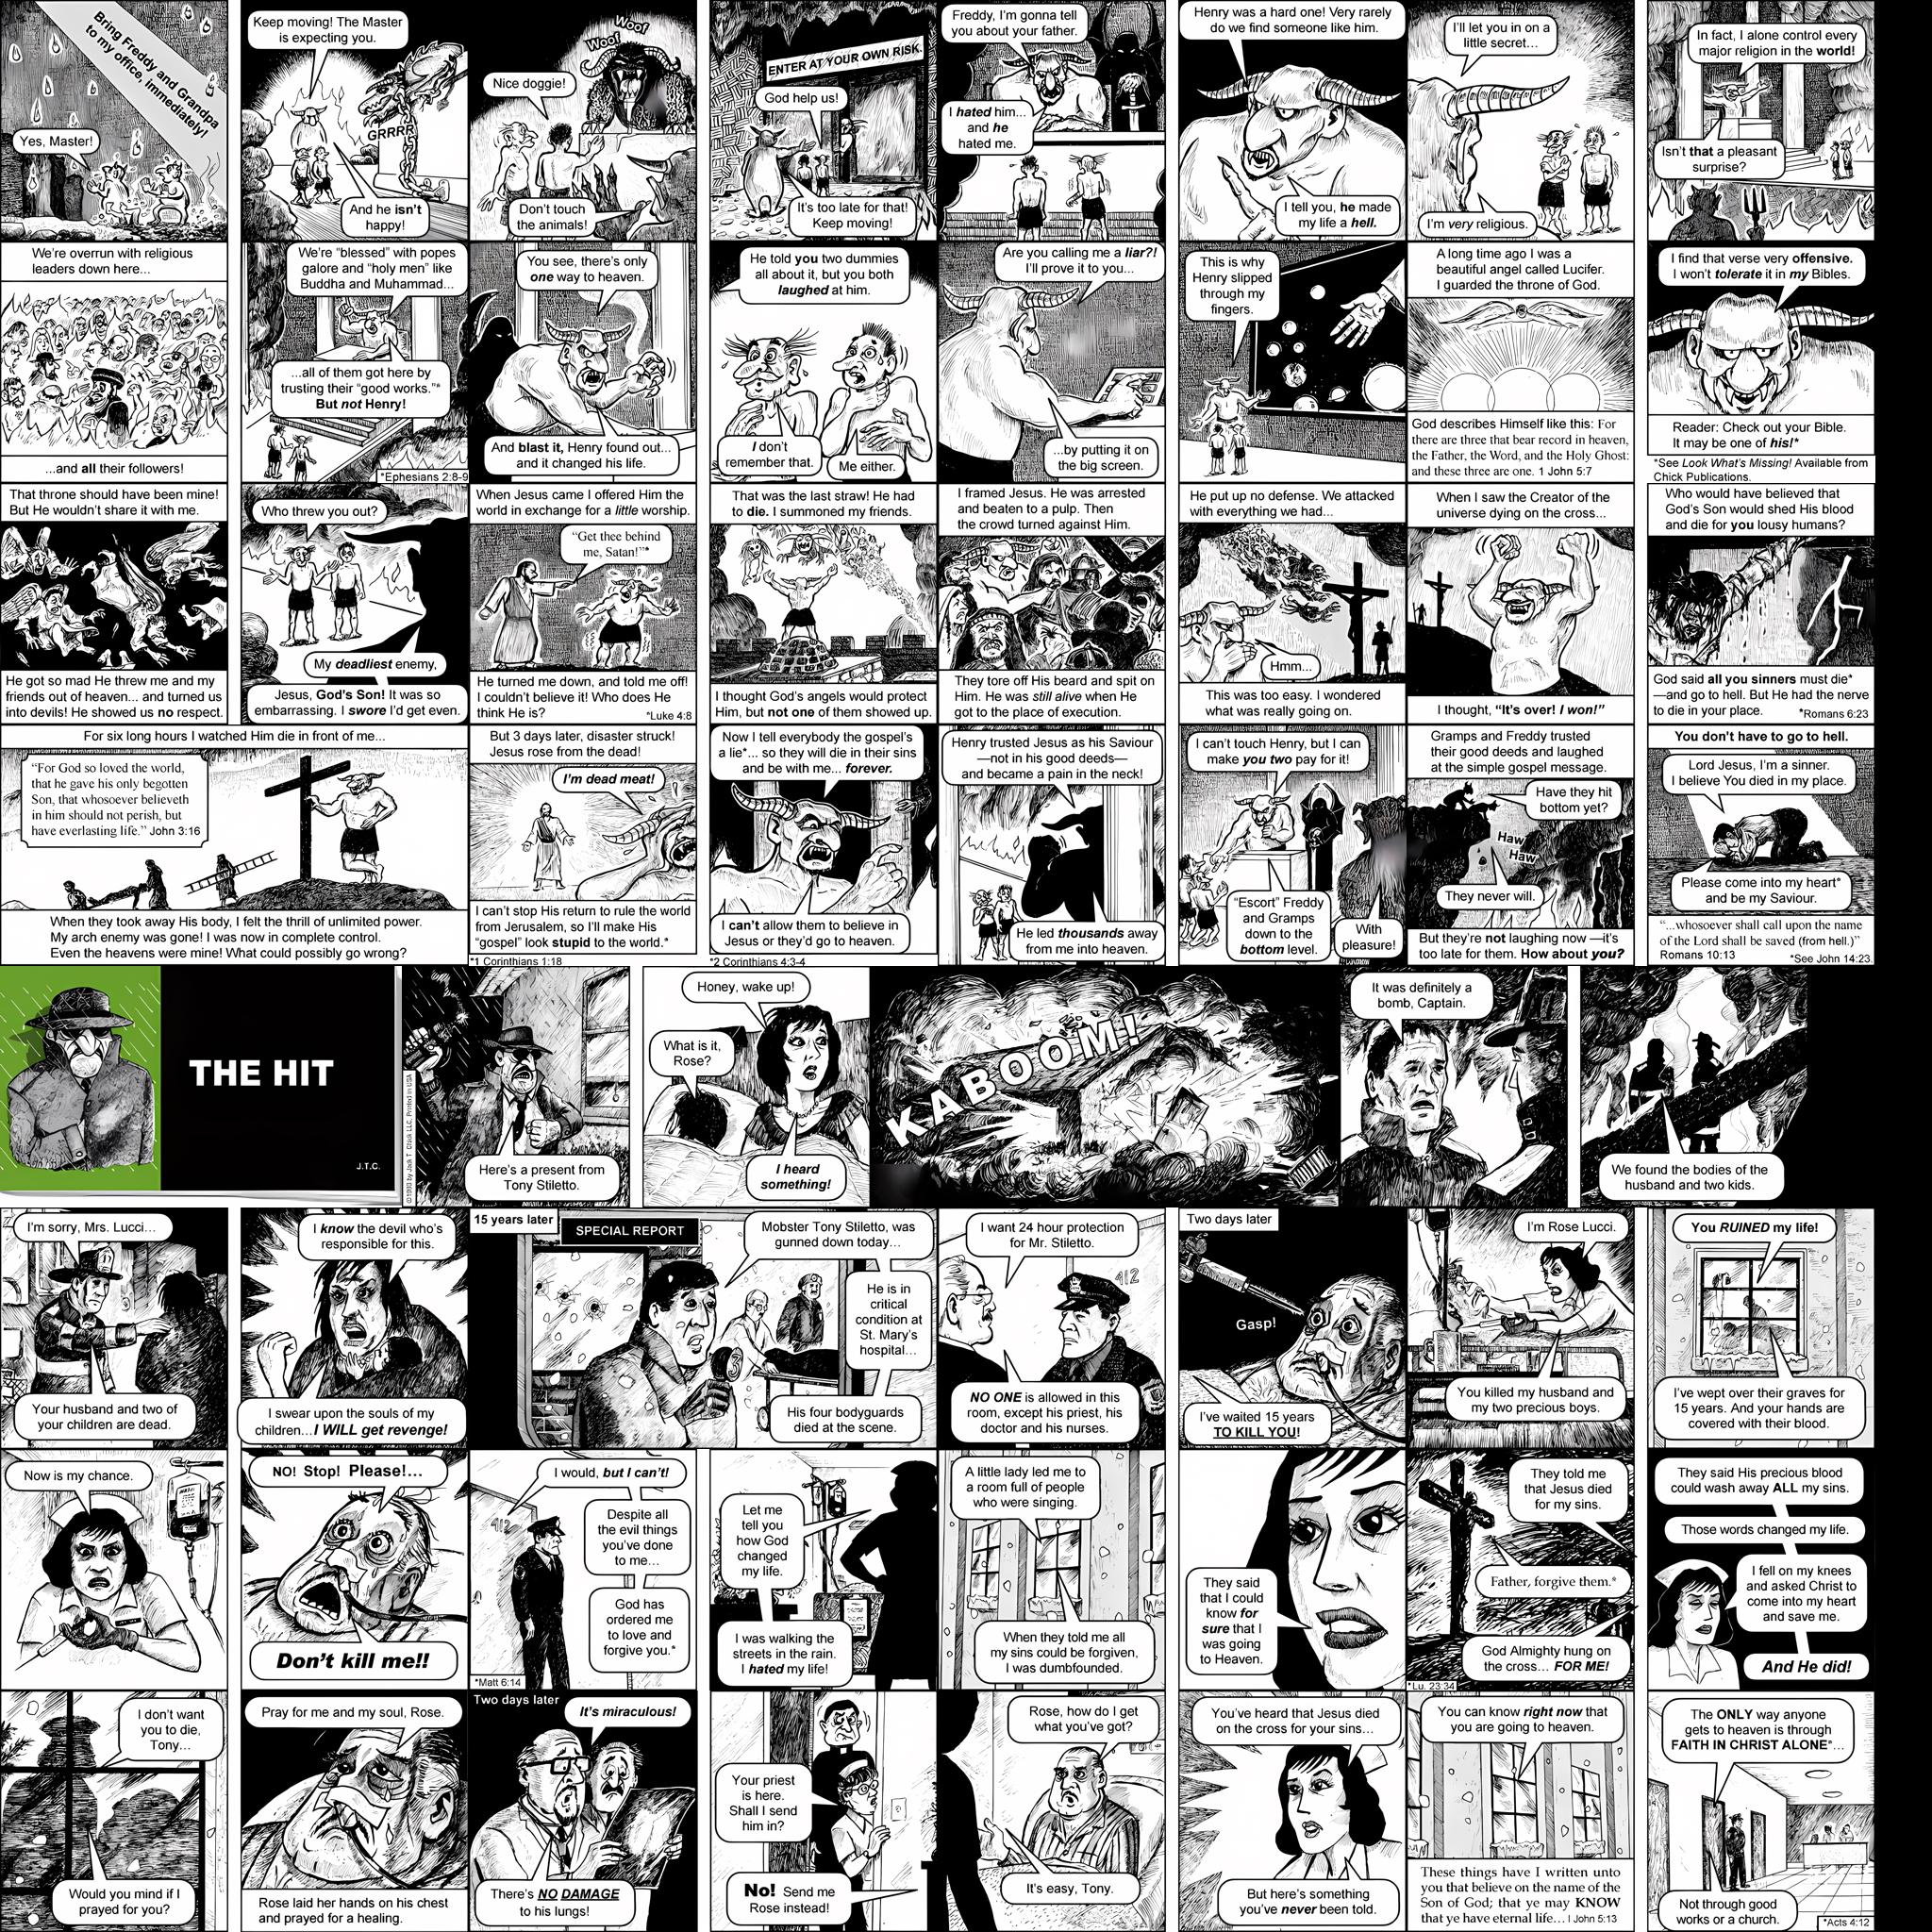 Bring Freddy and Grandpa
to my office, immediately!
Yes, Master!
Keep moving! The Master
is expecting you.
GRRRR
And he isn't
happy!
Woof
Woof
Nice doggie!
Don't touch
the animals!
ENTER AT YOUR OWN RISK.
God help us!
It's too late for that!
Keep moving!
Freddy, I'm gonna tell
you about your father.
I hated him...
and he
hated me.
Henry was a hard one! Very rarely
do we find someone like him.
I tell you, he made
my life a hell.
I'll let you in on a
little secret...
I'm very religious.
In fact, I alone control every
major religion in the world!
Isn't that a pleasant
surprise?
We're overrun with religious
leaders down here...
...and all their followers!
We're "blessed" with popes
galore and "holy men" like
Buddha and Muhammad...
...all of them got here by
trusting their "good works."*
But not Henry!
*Ephesians 2:8-9
You see, there's only
one way to heaven.
And blast it, Henry found out...
and it changed his life.
He told you two dummies
all about it, but you both
laughed at him.
I don't
remember that.
Me either.
Are you calling me a liar?!
I'll prove it to you...
...by putting it on
the big screen.
This is why
Henry slipped
through my
fingers.
A long time ago I was a
beautiful angel called Lucifer.
I guarded the throne of God.
God describes Himself like this: For
there are three that bear record in heaven,
the Father, the Word, and the Holy Ghost:
and these three are one. 1 John 5:7
I find that verse very offensive.
I won't tolerate it in my Bibles.
Reader: Check out your Bible.
It may be one of his!*
*See Look What's Missing! Available from
Chick Publications.
That throne should have been mine!
But He wouldn't share it with me.
He got so mad He threw me and my
friends out of heaven... and turned us
into devils! He showed us no respect.
Who threw you out?
My deadliest enemy,
Jesus, God's Son! It was so
embarrassing. I swore I'd get even.
When Jesus came I offered Him the
world in exchange for a little worship.
"Get thee behind
me, Satan!"*
He turned me down, and told me off!
I couldn't believe it! Who does He
think He is?
*Luke 4:8
That was the last straw! He had
to die. I summoned my friends.
I thought God's angels would protect
Him, but not one of them showed up.
I framed Jesus. He was arrested
and beaten to a pulp. Then
the crowd turned against Him.
They tore off His beard and spit on
Him. He was still alive when He
got to the place of execution.
He put up no defense. We attacked
with everything we had...
Hmm...
This was too easy. I wondered
what was really going on.
When I saw the Creator of the
universe dying on the cross...
I thought, "It's over! I won!"
Who would have believed that
God's Son would shed His blood
and die for you lousy humans?
God said all you sinners must die*
—and go to hell. But He had the nerve
to die in your place.
*Romans 6:23
For six long hours I watched Him die in front of me...
"For God so loved the world,
that he gave his only begotten
Son, that whosoever believeth
in him should not perish, but
have everlasting life." John 3:16
When they took away His body, I felt the thrill of unlimited power.
My arch enemy was gone! I was now in complete control.
Even the heavens were mine! What could possibly go wrong?
But 3 days later, disaster struck!
Jesus rose from the dead!
I'm dead meat!
I can't stop His return to rule the world
from Jerusalem, so I'll make His
"gospel" look stupid to the world.*
*1 Corinthians 1:18
Now I tell everybody the gospel's
a lie*... so they will die in their sins
and be with me... forever.
I can't allow them to believe in
Jesus or they'd go to heaven.
*2 Corinthians 4:3-4
Henry trusted Jesus as his Saviour
—not in his good deeds—
and became a pain in the neck!
He led thousands away
from me into heaven.
I can't touch Henry, but I can
make you two pay for it!
"Escort" Freddy
and Gramps
down to the
bottom level.
With
pleasure!
Gramps and Freddy trusted
their good deeds and laughed
at the simple gospel message.
Have they hit
bottom yet?
Haw
Haw
They never will.
But they're not laughing now —it's
too late for them. How about you?
You don't have to go to hell.
Lord Jesus, I'm a sinner.
I believe You died in my place.
Please come into my heart*
and be my Saviour.
"...whosoever shall call upon the name
of the Lord shall be saved (from hell.)"
Romans 10:13
*See John 14:23
THE HIT
J.T.C.
©1993 by Jack T. Chick LLC. Printed in USA
Here's a present from
Tony Stiletto.
Honey, wake up!
What is it,
Rose?
I heard
something!
KABOOM!
It was definitely a
bomb, Captain.
We found the bodies of the
husband and two kids.
I'm sorry, Mrs. Lucci...
Your husband and two of
your children are dead.
I know the devil who's
responsible for this.
I swear upon the souls of my
children...I WILL get revenge!
15 years later
SPECIAL REPORT
Mobster Tony Stiletto, was
gunned down today...
He is in
critical
condition at
St. Mary's
hospital...
3
His four bodyguards
died at the scene.
I want 24 hour protection
for Mr. Stiletto.
412
NO ONE is allowed in this
room, except his priest, his
doctor and his nurses.
Two days later
Gasp!
I've waited 15 years
TO KILL YOU!
I'm Rose Lucci.
You killed my husband and
my two precious boys.
You RUINED my life!
I've wept over their graves for
15 years. And your hands are
covered with their blood.
Now is my chance.
NO! Stop! Please!...
Don't kill me!!
I would, but I can't!
412
Despite all
the evil things
you've done
to me...
God has
ordered me
to love and
forgive you.*
*Matt 6:14
Let me
tell you
how God
changed
my life.
I was walking the
streets in the rain.
I hated my life!
A little lady led me to
a room full of people
who were singing.
When they told me all
my sins could be forgiven,
I was dumbfounded.
They said
that I could
know for
sure that I
was going
to Heaven.
They told me
that Jesus died
for my sins.
Father, forgive them.*
God Almighty hung on
the cross... FOR ME!
*Lu. 23:34
They said His precious blood
could wash away ALL my sins.
Those words changed my life.
I fell on my knees
and asked Christ to
come into my heart
and save me.
And He did!
I don't want
you to die,
Tony...
Would you mind if I
prayed for you?
Pray for me and my soul, Rose.
Rose laid her hands on his chest
and prayed for a healing.
Two days later
It's miraculous!
There's NO DAMAGE
to his lungs!
Your priest
is here.
Shall I send
him in?
No! Send me
Rose instead!
Rose, how do I get
what you've got?
It's easy, Tony.
You've heard that Jesus died
on the cross for your sins...
But here's something
you've never been told.
You can know right now that
you are going to heaven.
These things have I written unto
you that believe on the name of the
Son of God; that ye may KNOW
that ye have eternal life... I John 5:13
The ONLY way anyone
gets to heaven is through
FAITH IN CHRIST ALONE*...
Not through good
works or a church.
*Acts 4:12